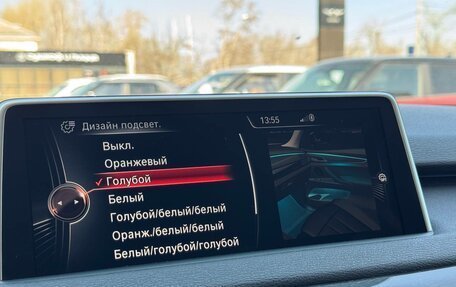 Дизайн подсвет.
13:55
Выкл.
Оранжевый
Голубой
Белый
Голубой/белый/белый
Оранж./белый/белый
Белый/голубой/голубой